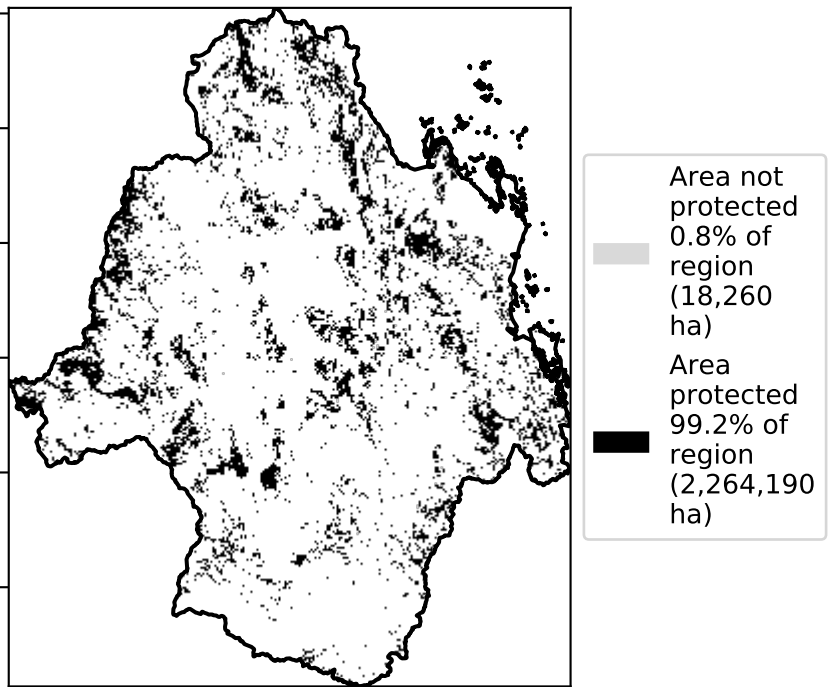 Area not
protected
0.8% of
region
(18,260
ha)
Area
protected
99.2% of
region
(2,264,190
ha)